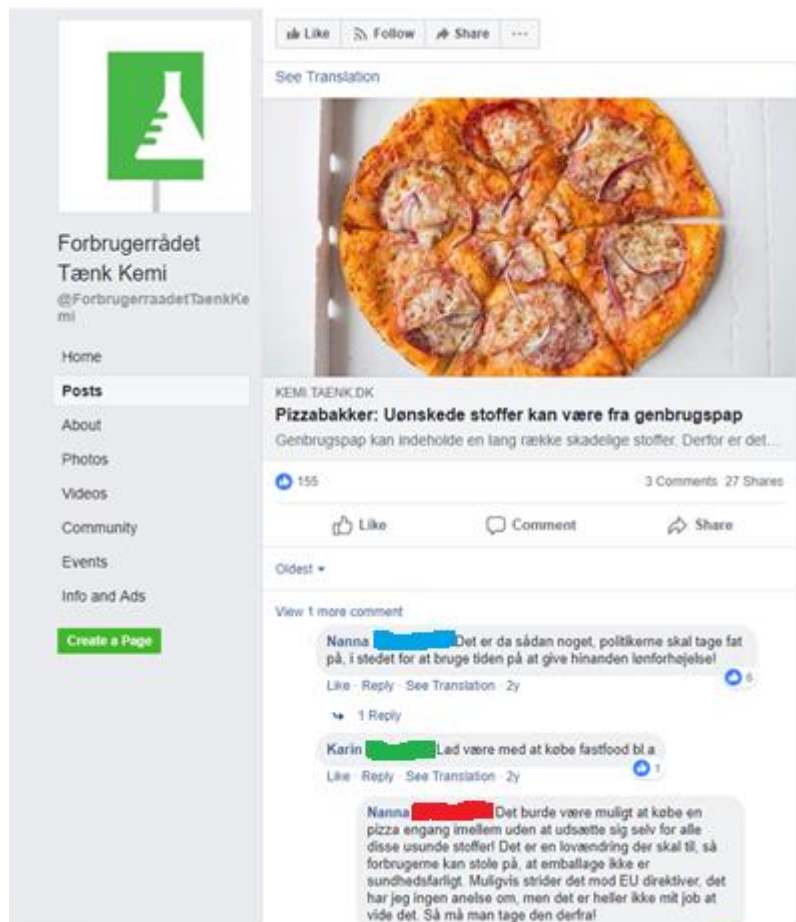 Like Follow Share ...
See Translation
Forbrugerrådet
Tænk Kemi
@ForbrugerraadetTaenkKe
mi
Home
Posts
About
Photos
Videos
Community
Events
Info and Ads
Create a Page
KEMI.TAENK.DK
Pizzabakker: Uønskede stoffer kan være fra genbrugspap
Genbrugspap kan indeholde en lang række skadelige stoffer. Derfor er det...
155 3 Comments 27 Shares
Like Comment Share
Oldest
View 1 more comment
Nanna Det er da sådan noget, politikerne skal tage fat
på, i stedet for at bruge tiden på at give hinanden lønforhøjelse!
6
Like · Reply · See Translation · 2y
1 Reply
Karin Lad være med at købe fastfood bl.a
1
Like · Reply · See Translation · 2y
Nanna Det burde være muligt at købe en
pizza engang imellem uden at udsætte sig selv for alle
disse usunde stoffer! Det er en lovændring der skal til, så
forbrugerne kan stole på, at emballage ikke er
sundhedsfarligt. Muligvis strider det mod EU direktiver, det
har jeg ingen anelse om, men det er heller ikke mit job at
vide det. Så må man tage den derfra!